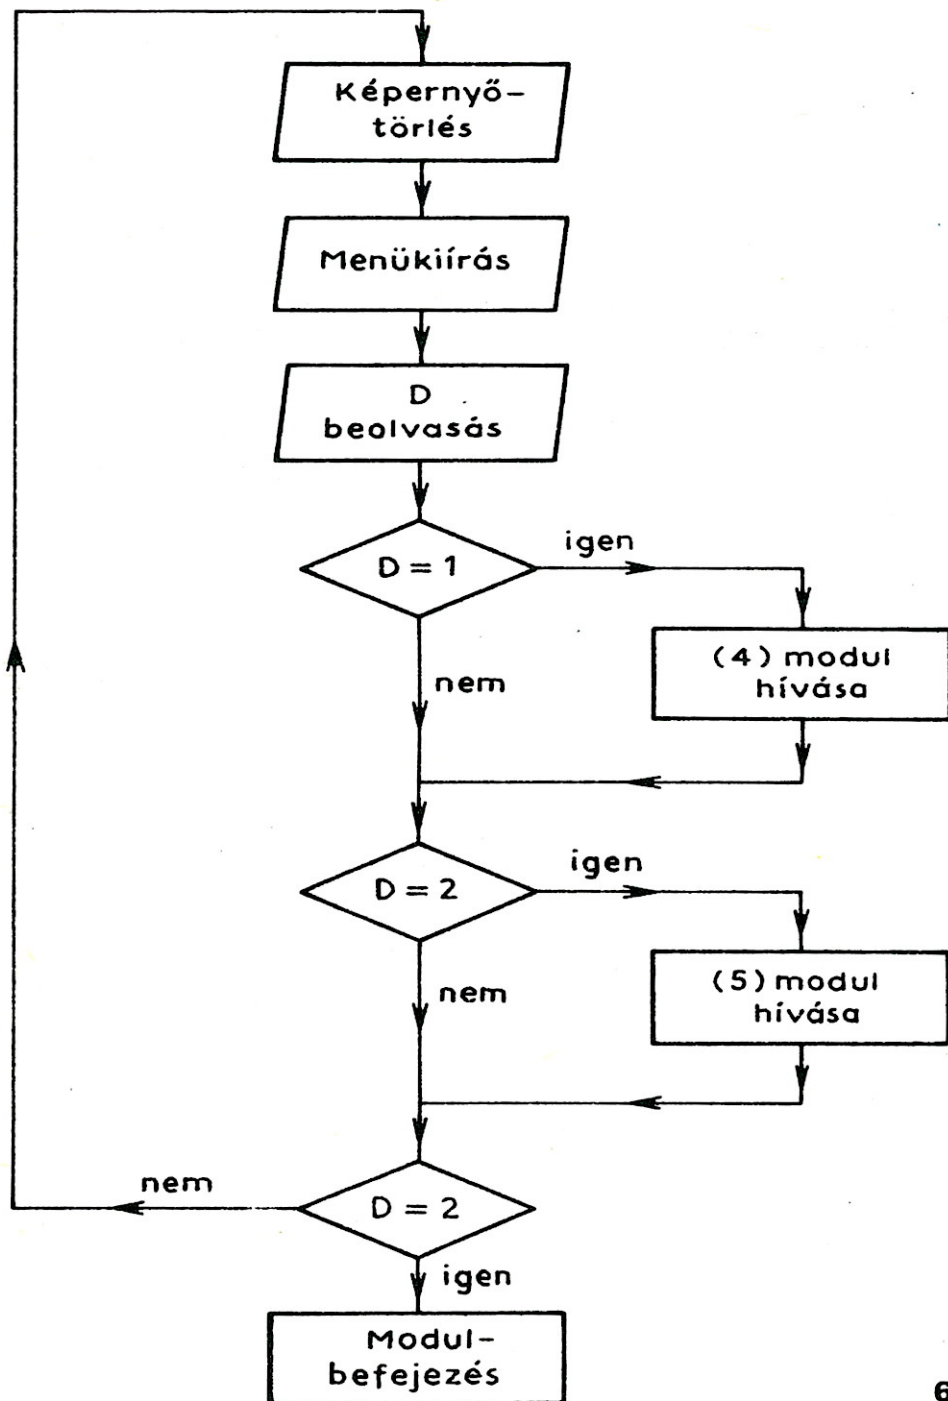 Képernyő-
törlés
Menükiírás
D
beolvasás
D = 1
igen
nem
(4) modul
hívása
D = 2
igen
nem
(5) modul
hívása
D = 2
nem
igen
Modul-
befejezés
6